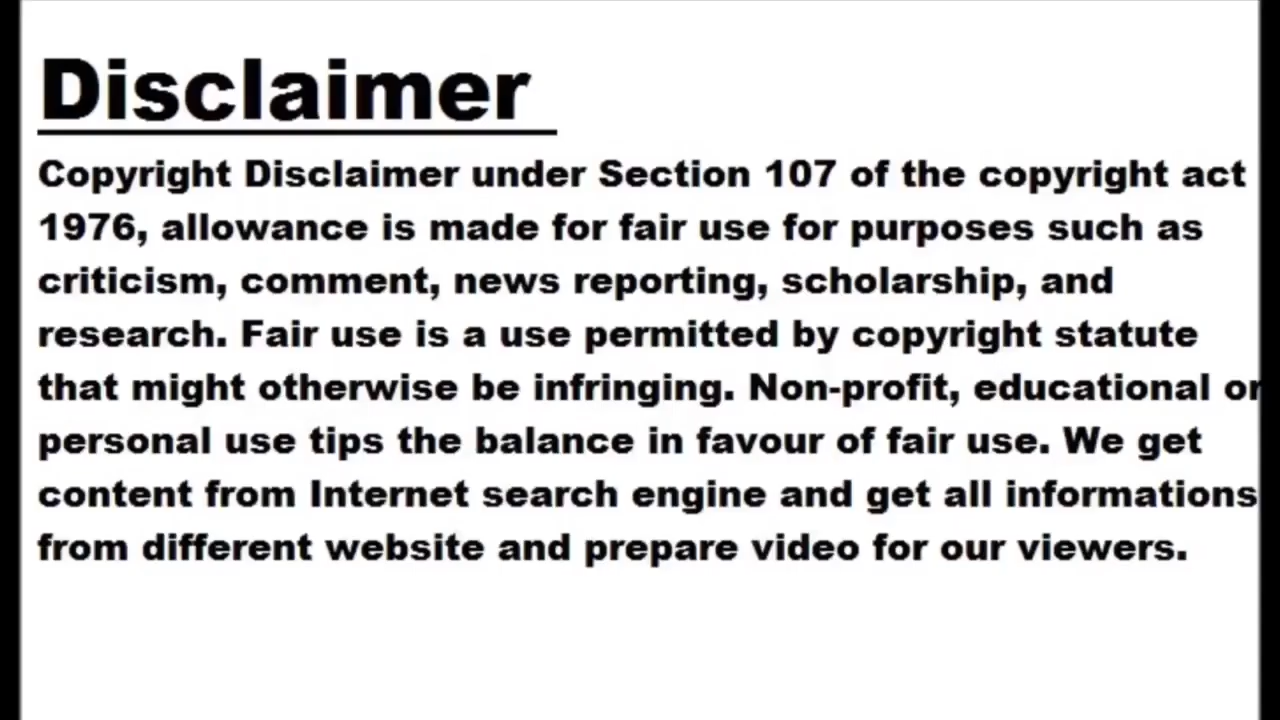 Disclaimer
Copyright Disclaimer under Section 107 of the copyright act
1976, allowance is made for fair use for purposes such as
criticism, comment, news reporting, scholarship, and
research. Fair use is a use permitted by copyright statute
that might otherwise be infringing. Non-profit, educational or
personal use tips the balance in favour of fair use. We get
content from Internet search engine and get all informations
from different website and prepare video for our viewers.